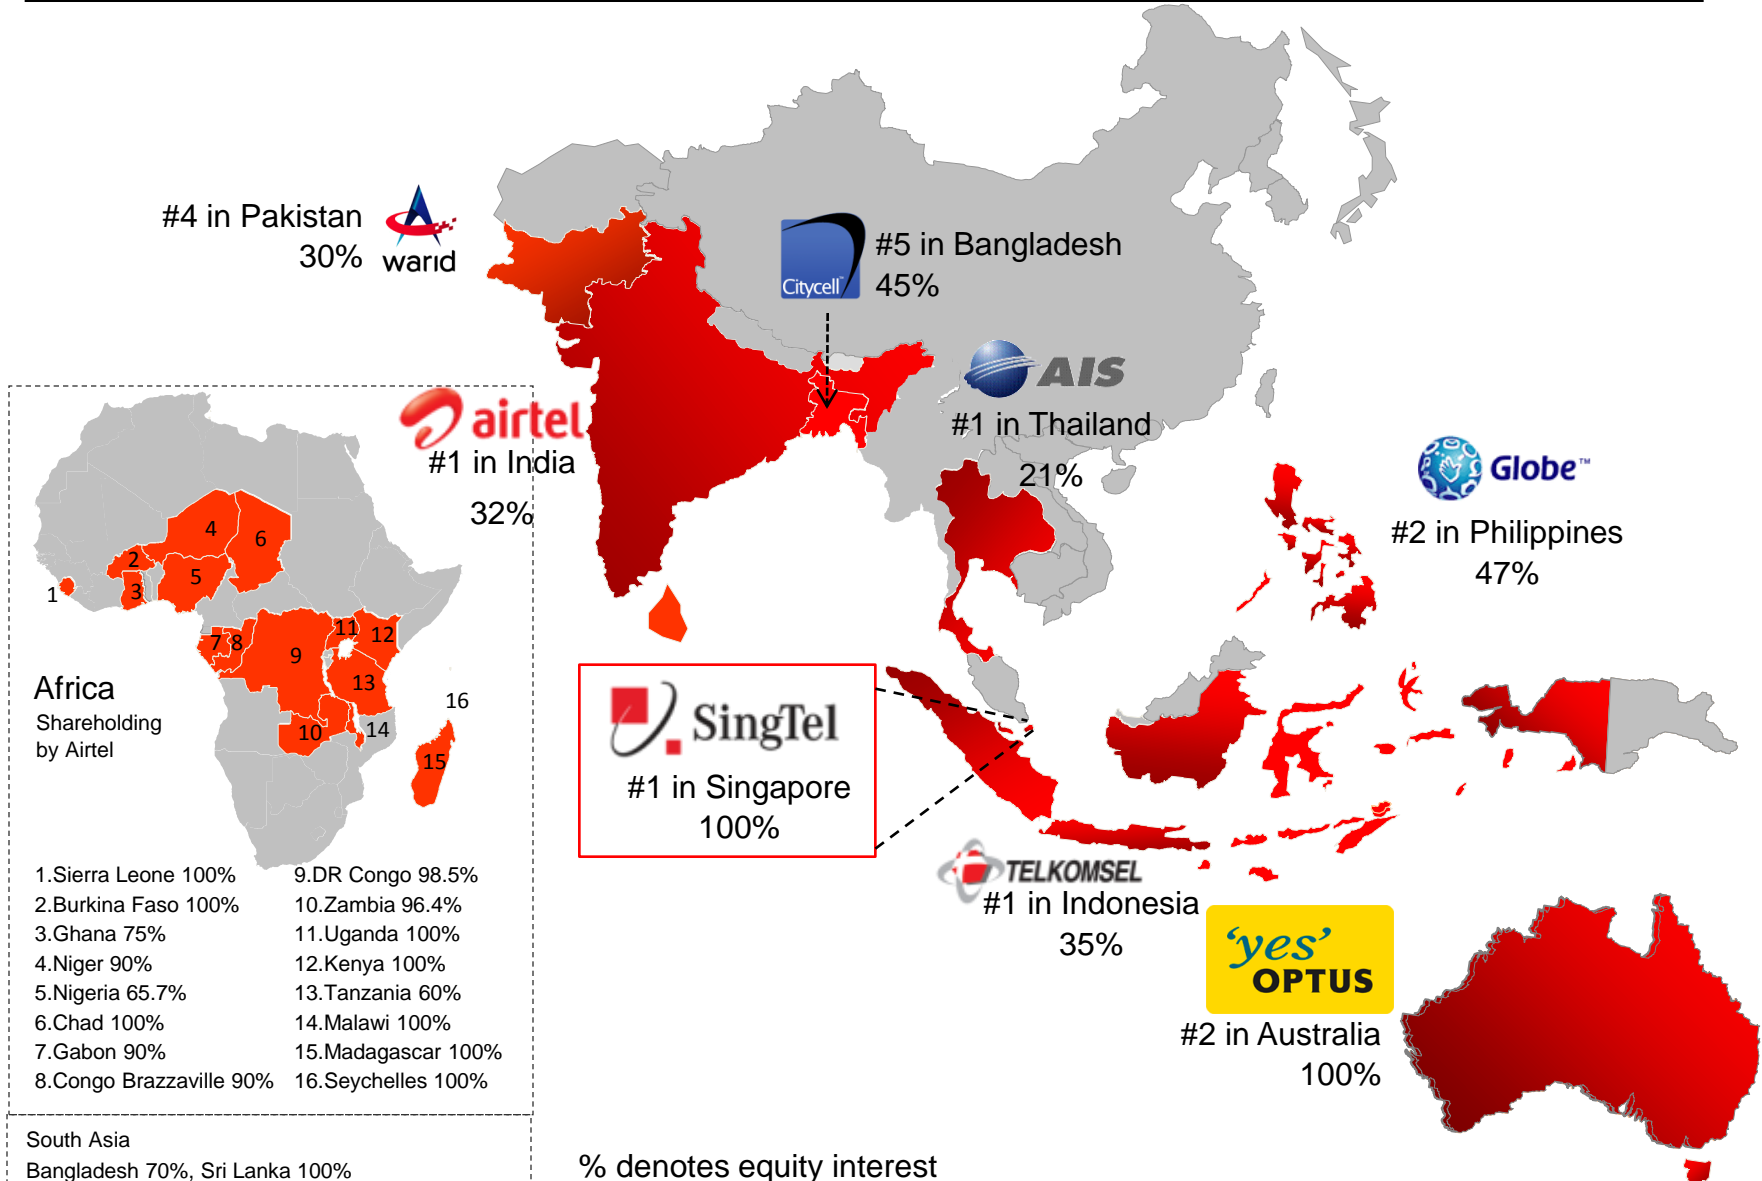 #4 in Pakistan
30%
warid
Citycell™
#5 in Bangladesh
45%
AIS
#1 in Thailand
21%
airtel
#1 in India
32%
Globe™
#2 in Philippines
47%
SingTel
#1 in Singapore
100%
TELKOMSEL
#1 in Indonesia
35%
'yes'
OPTUS
#2 in Australia
100%
1
2
3
4
5
6
7
8
9
10
11
12
13
14
15
16
Africa
Shareholding
by Airtel
1.Sierra Leone 100%
2.Burkina Faso 100%
3.Ghana 75%
4.Niger 90%
5.Nigeria 65.7%
6.Chad 100%
7.Gabon 90%
8.Congo Brazzaville 90%
9.DR Congo 98.5%
10.Zambia 96.4%
11.Uganda 100%
12.Kenya 100%
13.Tanzania 60%
14.Malawi 100%
15.Madagascar 100%
16.Seychelles 100%
South Asia
Bangladesh 70%, Sri Lanka 100%
% denotes equity interest